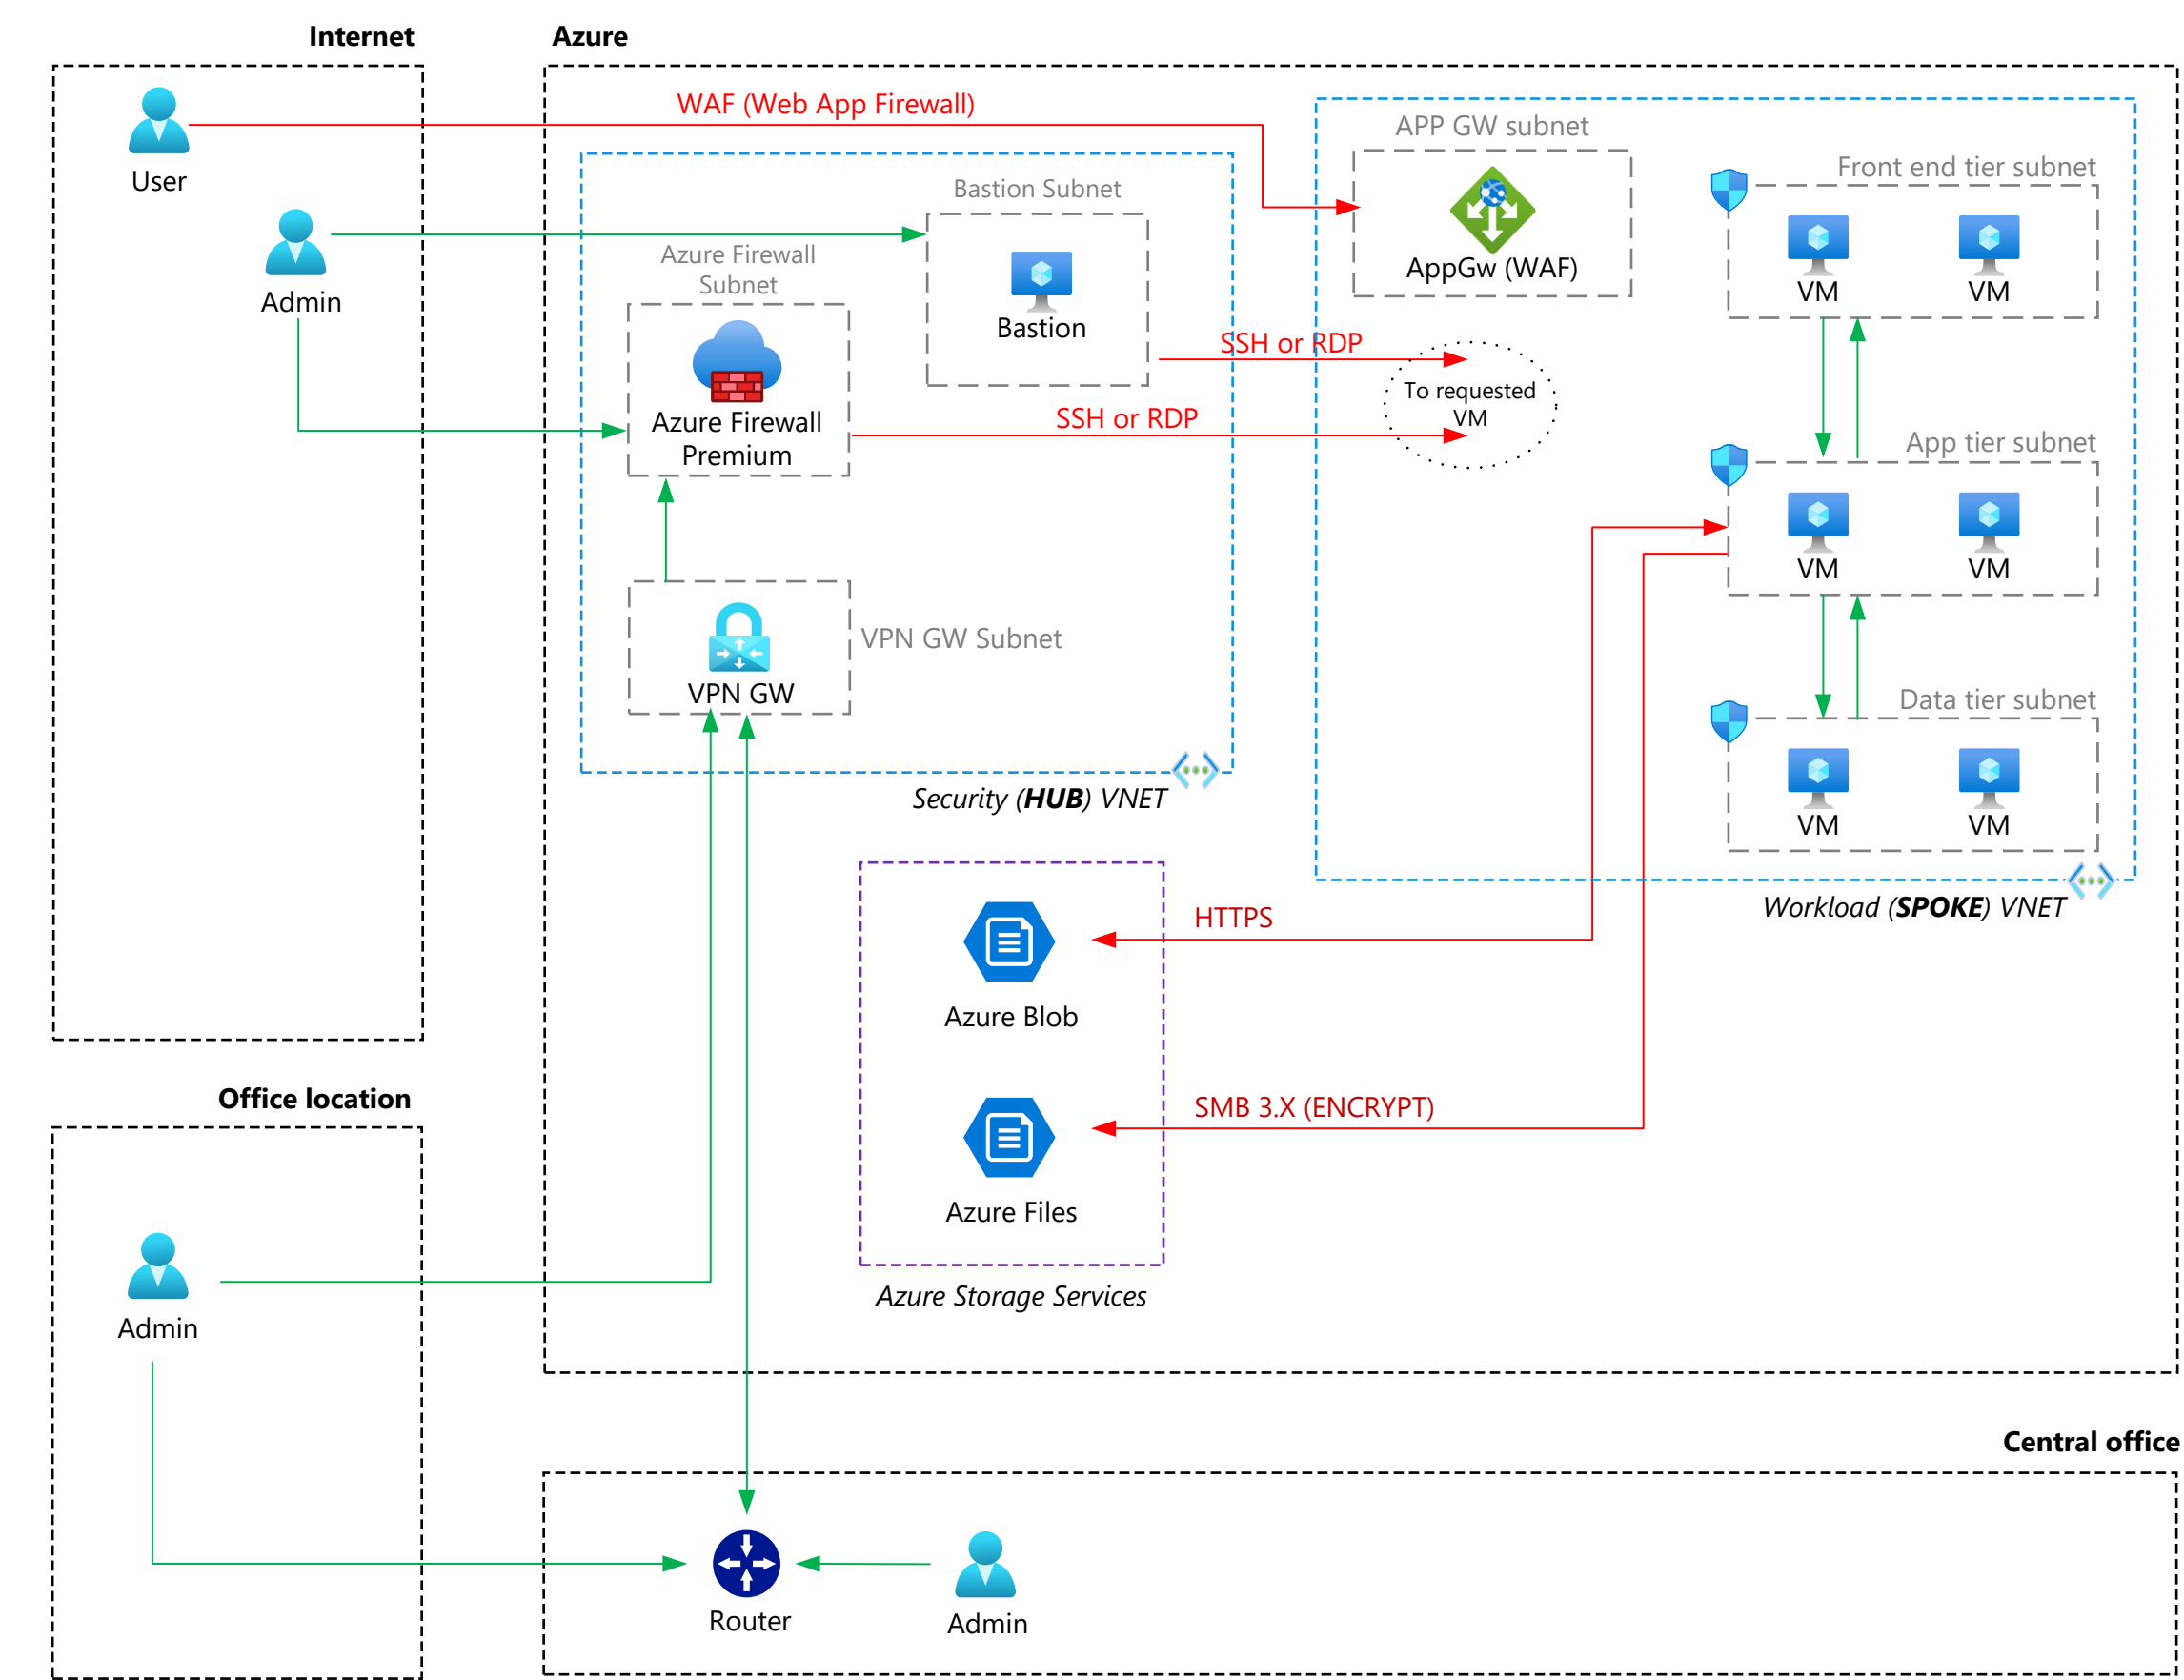 Internet
Azure
WAF (Web App Firewall)
User
Admin
Azure Firewall
Subnet
Azure Firewall
Premium
Bastion Subnet
Bastion
SSH or RDP
SSH or RDP
VPN GW
VPN GW Subnet
Security (HUB) VNET
APP GW subnet
AppGw (WAF)
To requested
VM
Front end tier subnet
VM
VM
App tier subnet
VM
VM
Data tier subnet
VM
VM
Workload (SPOKE) VNET
HTTPS
Azure Blob
SMB 3.X (ENCRYPT)
Azure Files
Azure Storage Services
Office location
Admin
Central office
Router
Admin